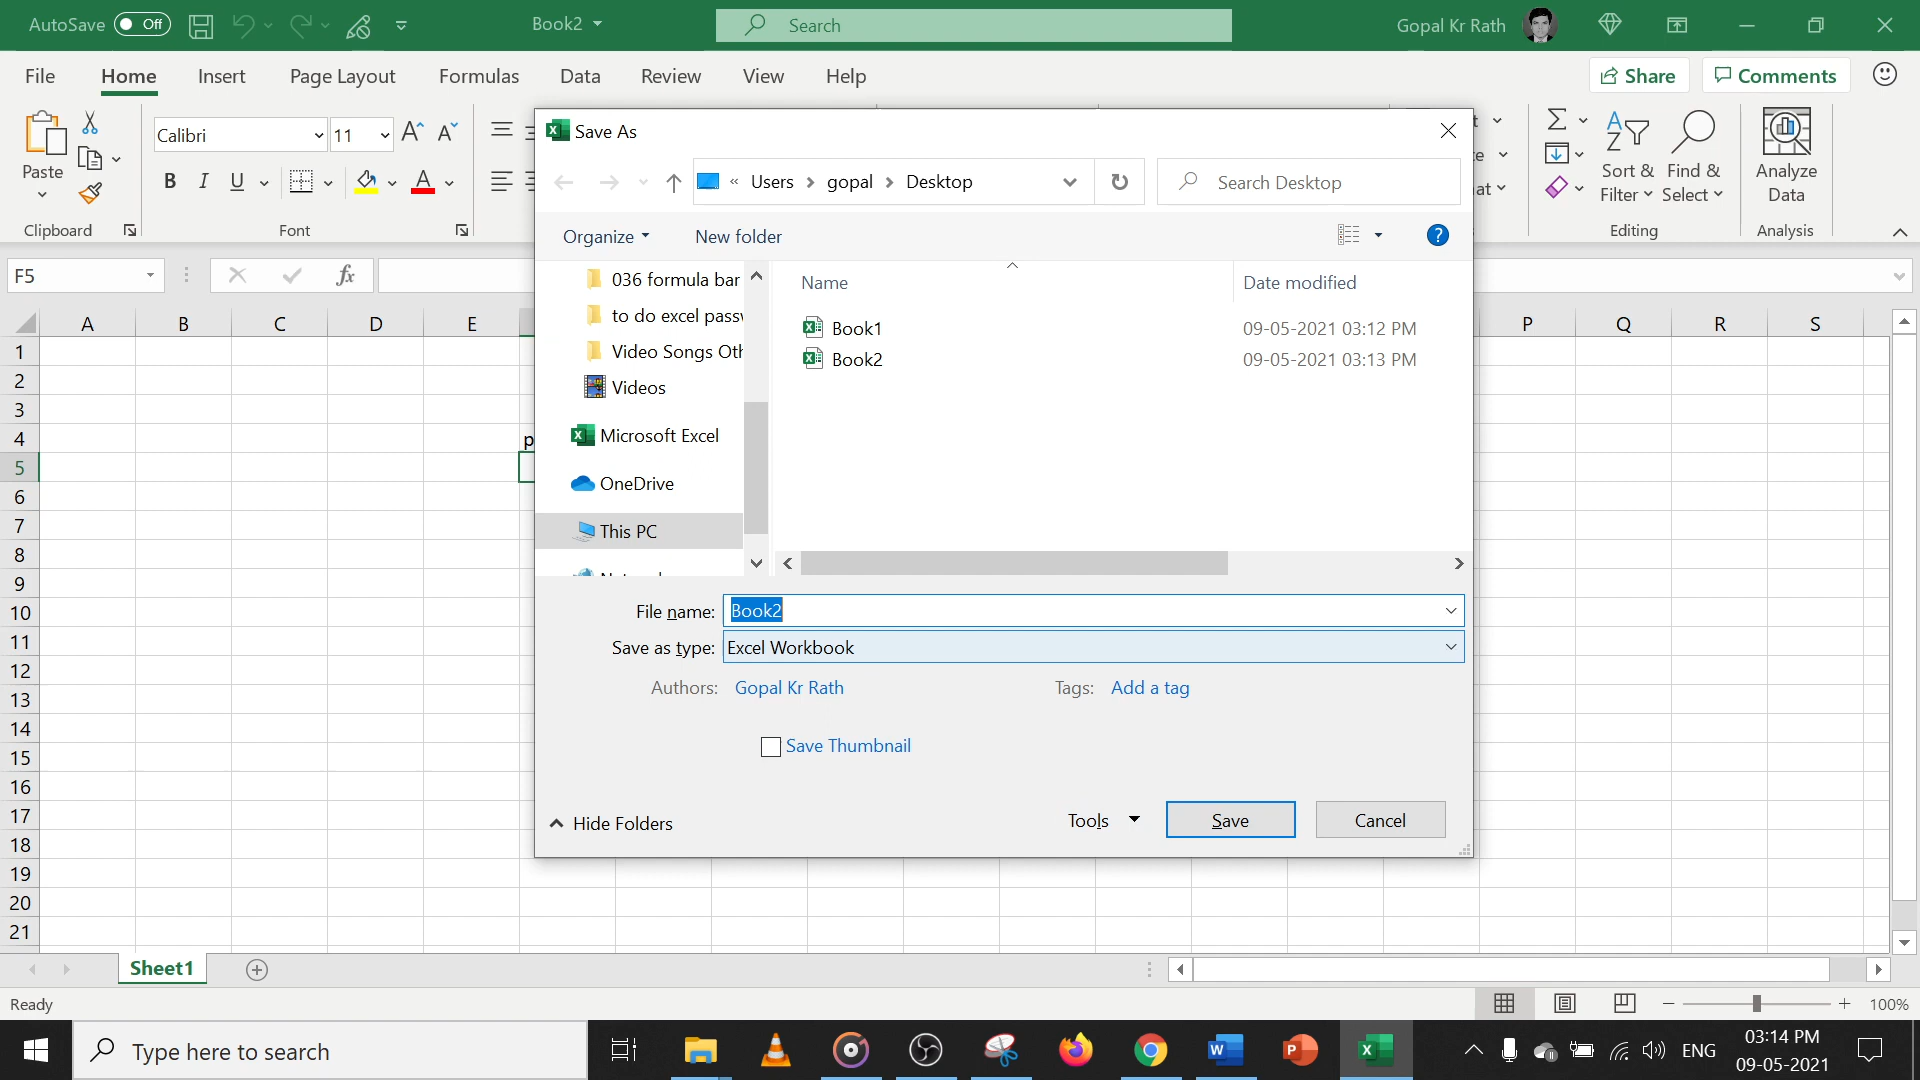 AutoSave Off
Book2
Search
Gopal Kr Rath
File Home Insert Page Layout Formulas Data Review View Help
Share Comments
Paste
Clipboard
Calibri 11
B I U A
Font
Sort & Filter
Find & Select
Editing
Analyze Data
Analysis
F5
fx
A B C D E P Q R S
1
2
3
4
5
6
7
8
9
10
11
12
13
14
15
16
17
18
19
20
21
Save As
« Users > gopal > Desktop
Search Desktop
Organize New folder
036 formula bar
to do excel passw
Video Songs Oth
Videos
Microsoft Excel
OneDrive
This PC
Name Date modified
Book1 09-05-2021 03:12 PM
Book2 09-05-2021 03:13 PM
File name: Book2
Save as type: Excel Workbook
Authors: Gopal Kr Rath Tags: Add a tag
Save Thumbnail
Hide Folders Tools Save Cancel
Sheet1
Ready
100%
Type here to search
ENG
03:14 PM
09-05-2021